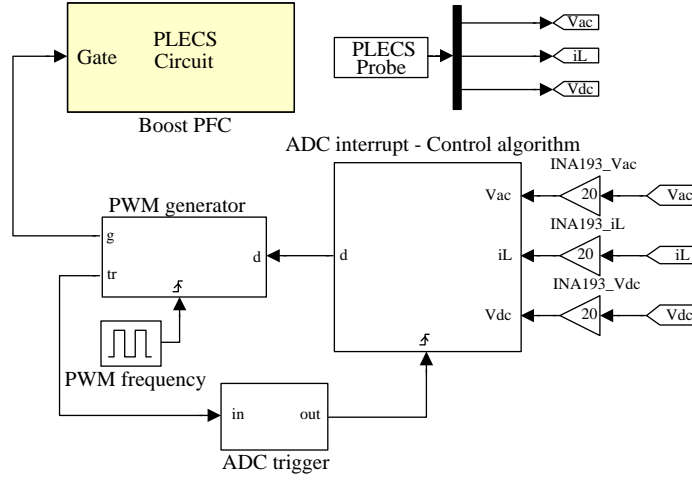 PLECS
Circuit
Gate
Boost PFC
PLECS
Probe
Vac
iL
Vdc
ADC interrupt - Control algorithm
INA193_Vac
Vac
20
Vac
PWM generator
g
tr
d
d
INA193_iL
iL
20
iL
INA193_Vdc
Vdc
20
Vdc
PWM frequency
in
out
ADC trigger